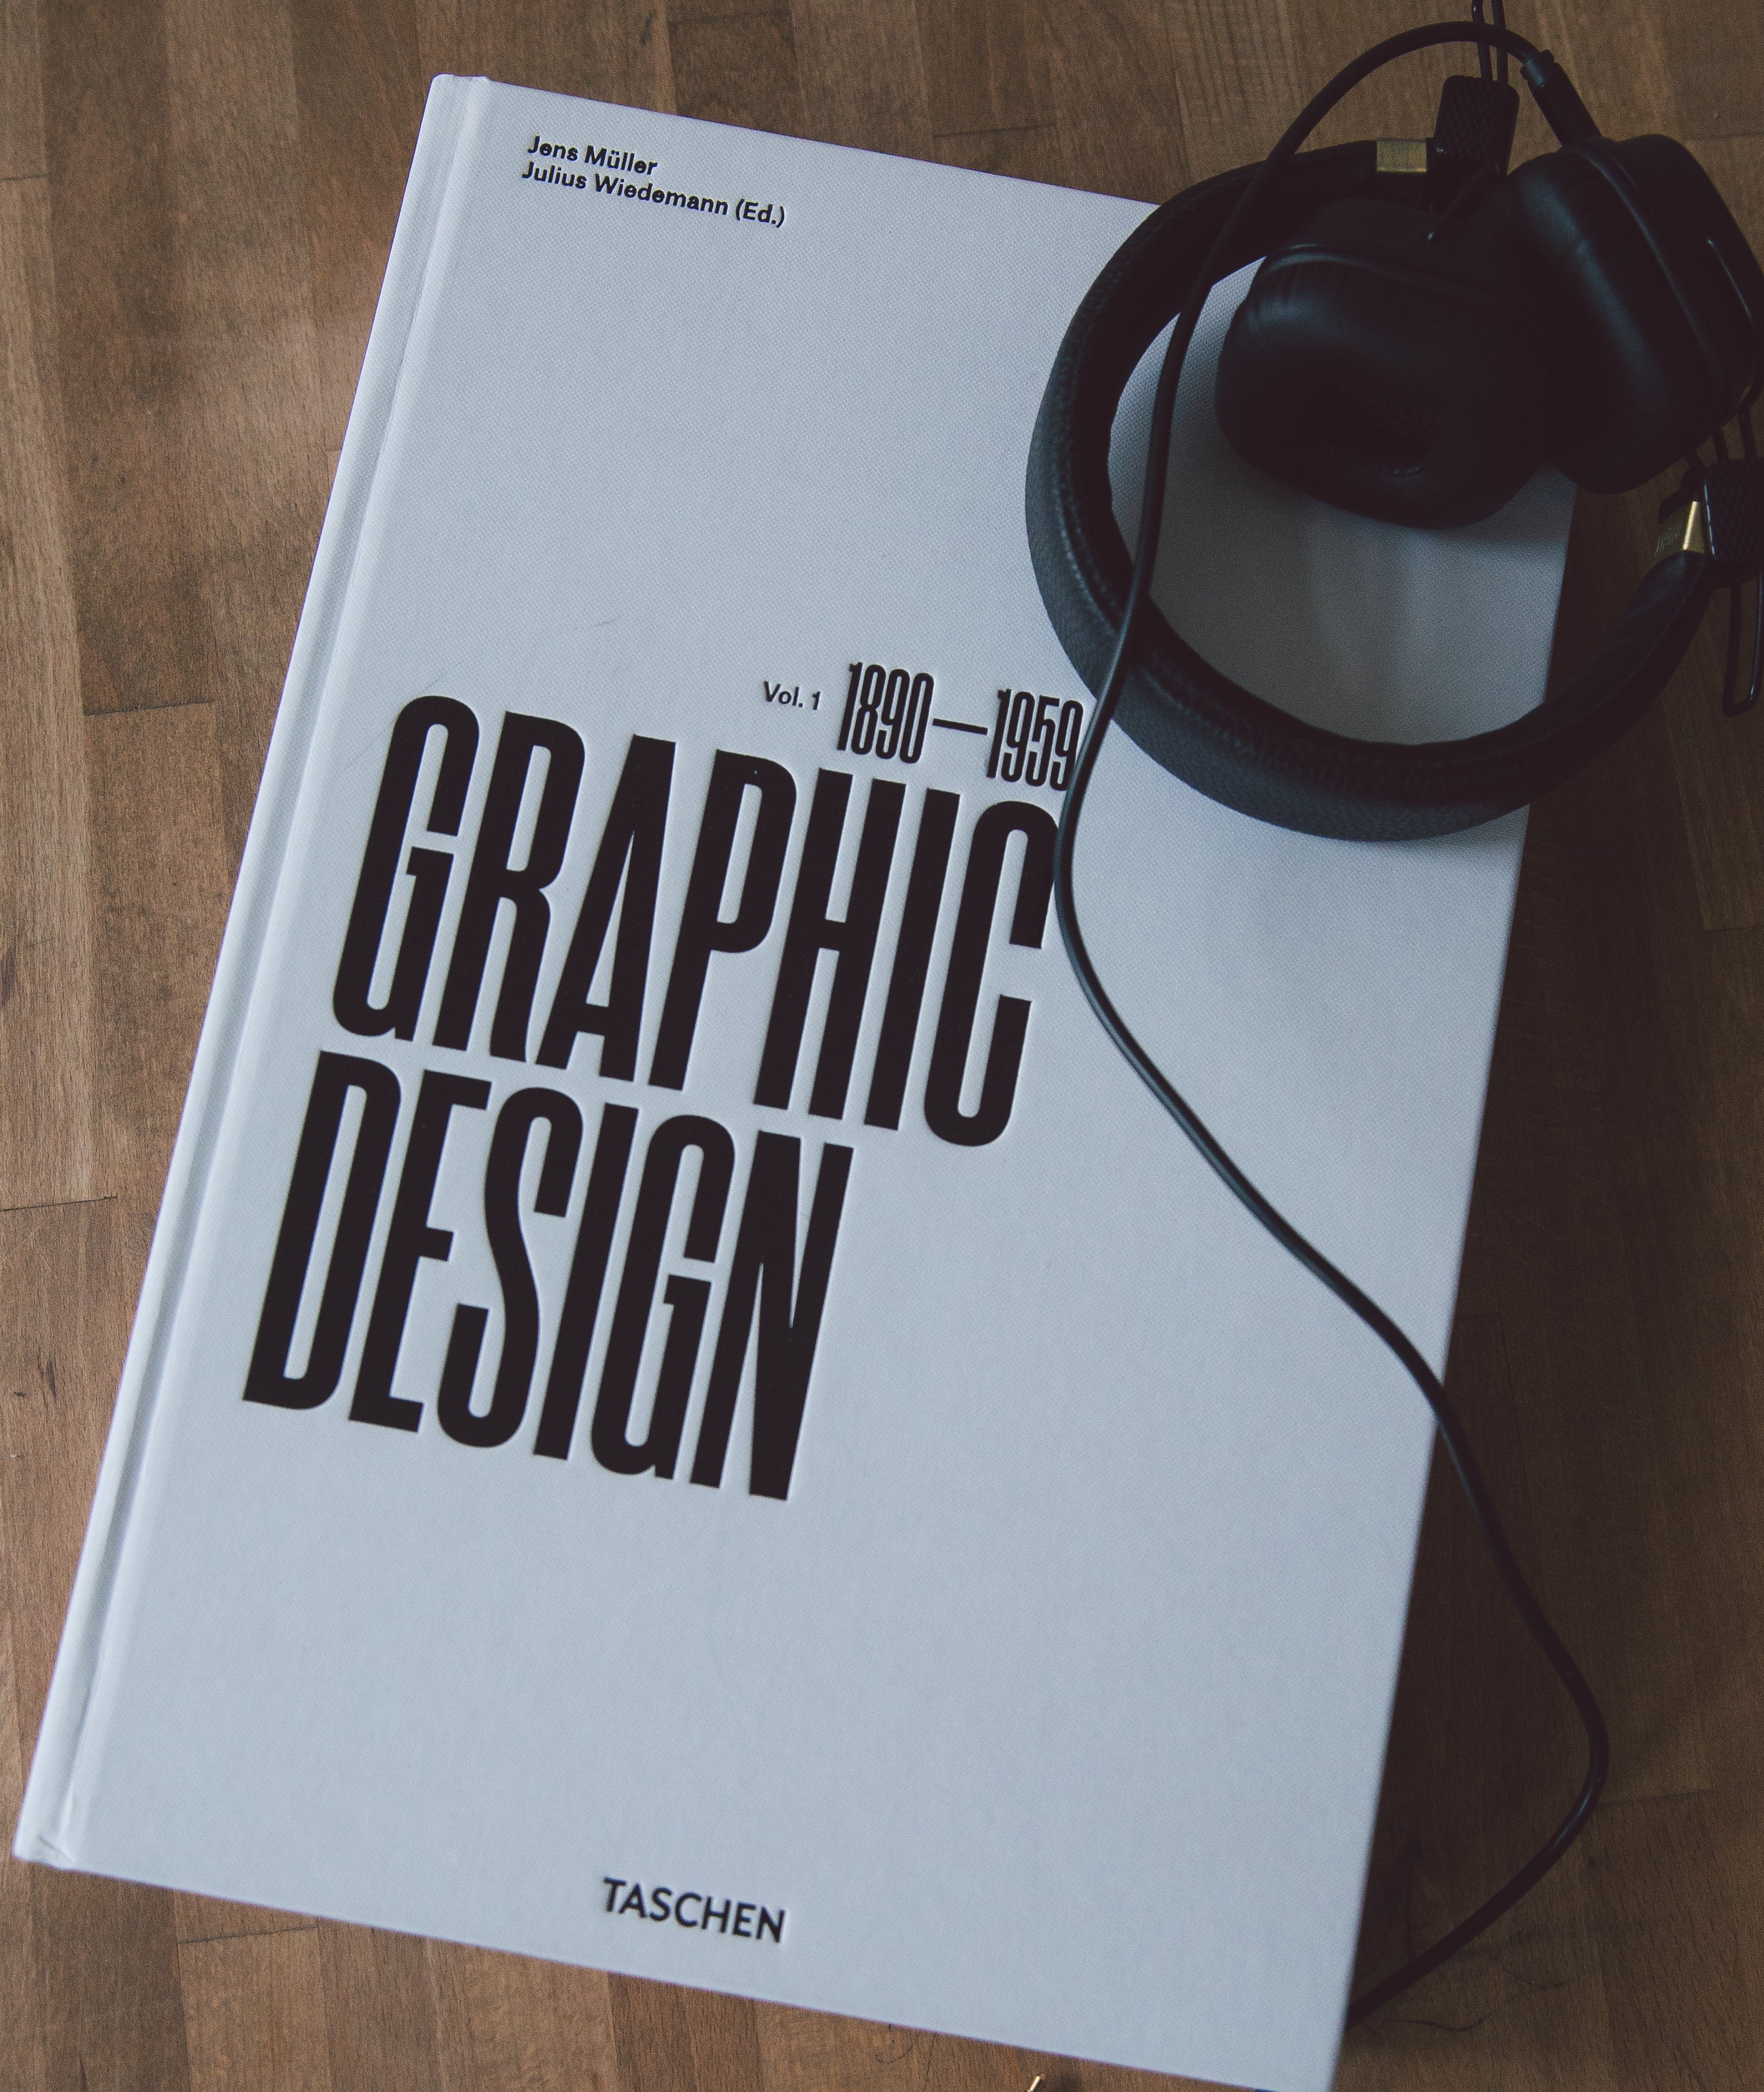 Jens Müller
Julius Wiedemann (Ed.)
Vol. 1 1890—1959
GRAPHIC
DESIGN
TASCHEN